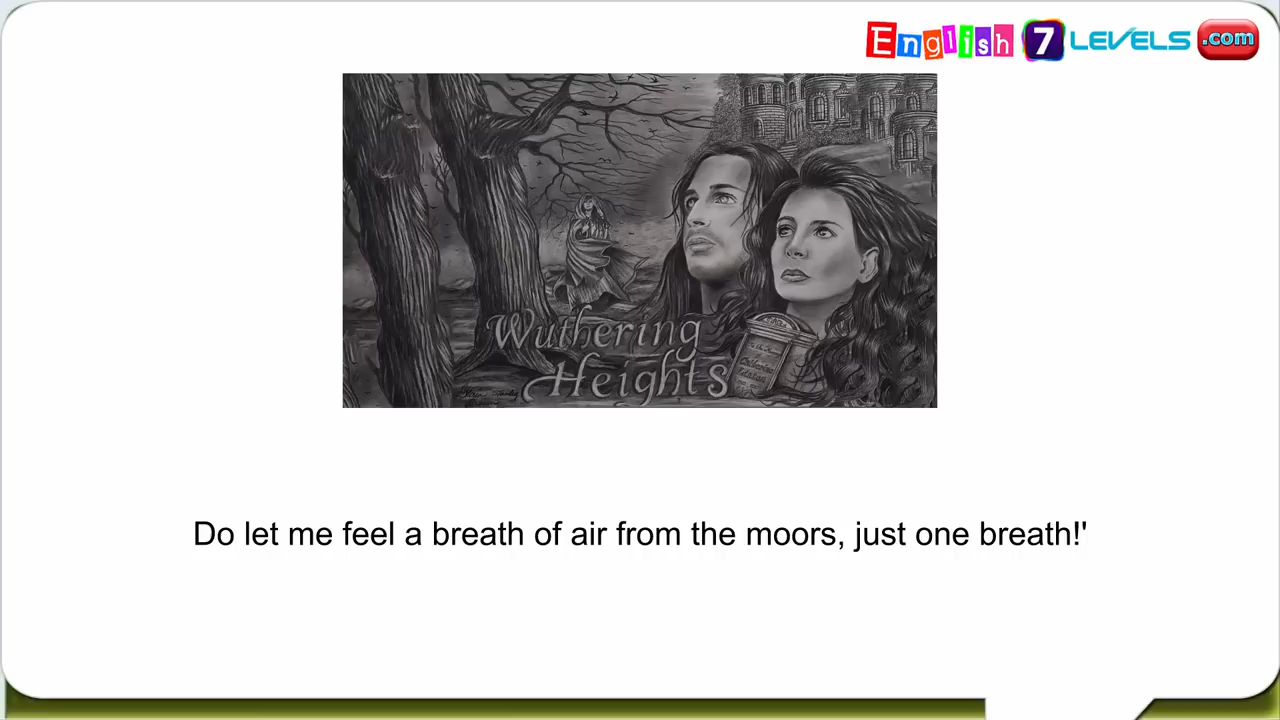 English 7 LEVELS .com
Wuthering
Heights
Do let me feel a breath of air from the moors, just one breath!'